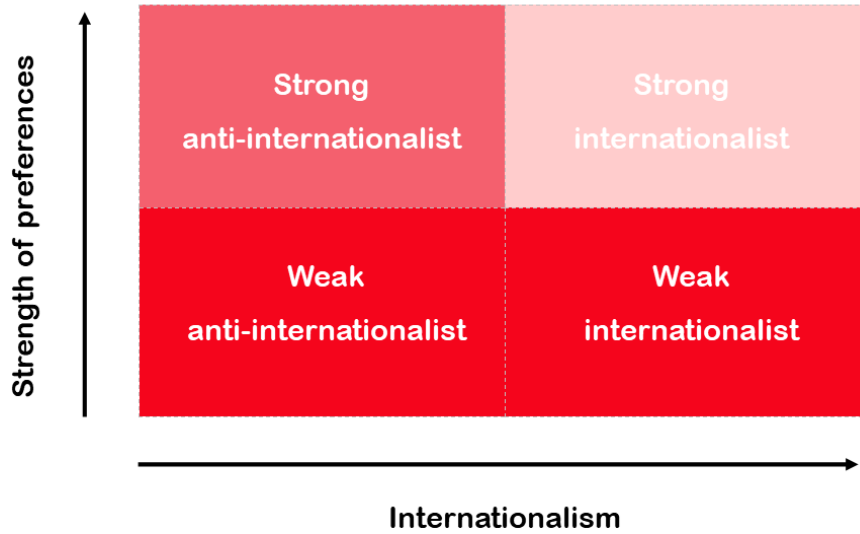 Strength of preferences
Strong
anti-internationalist
Strong
internationalist
Weak
anti-internationalist
Weak
internationalist
Internationalism